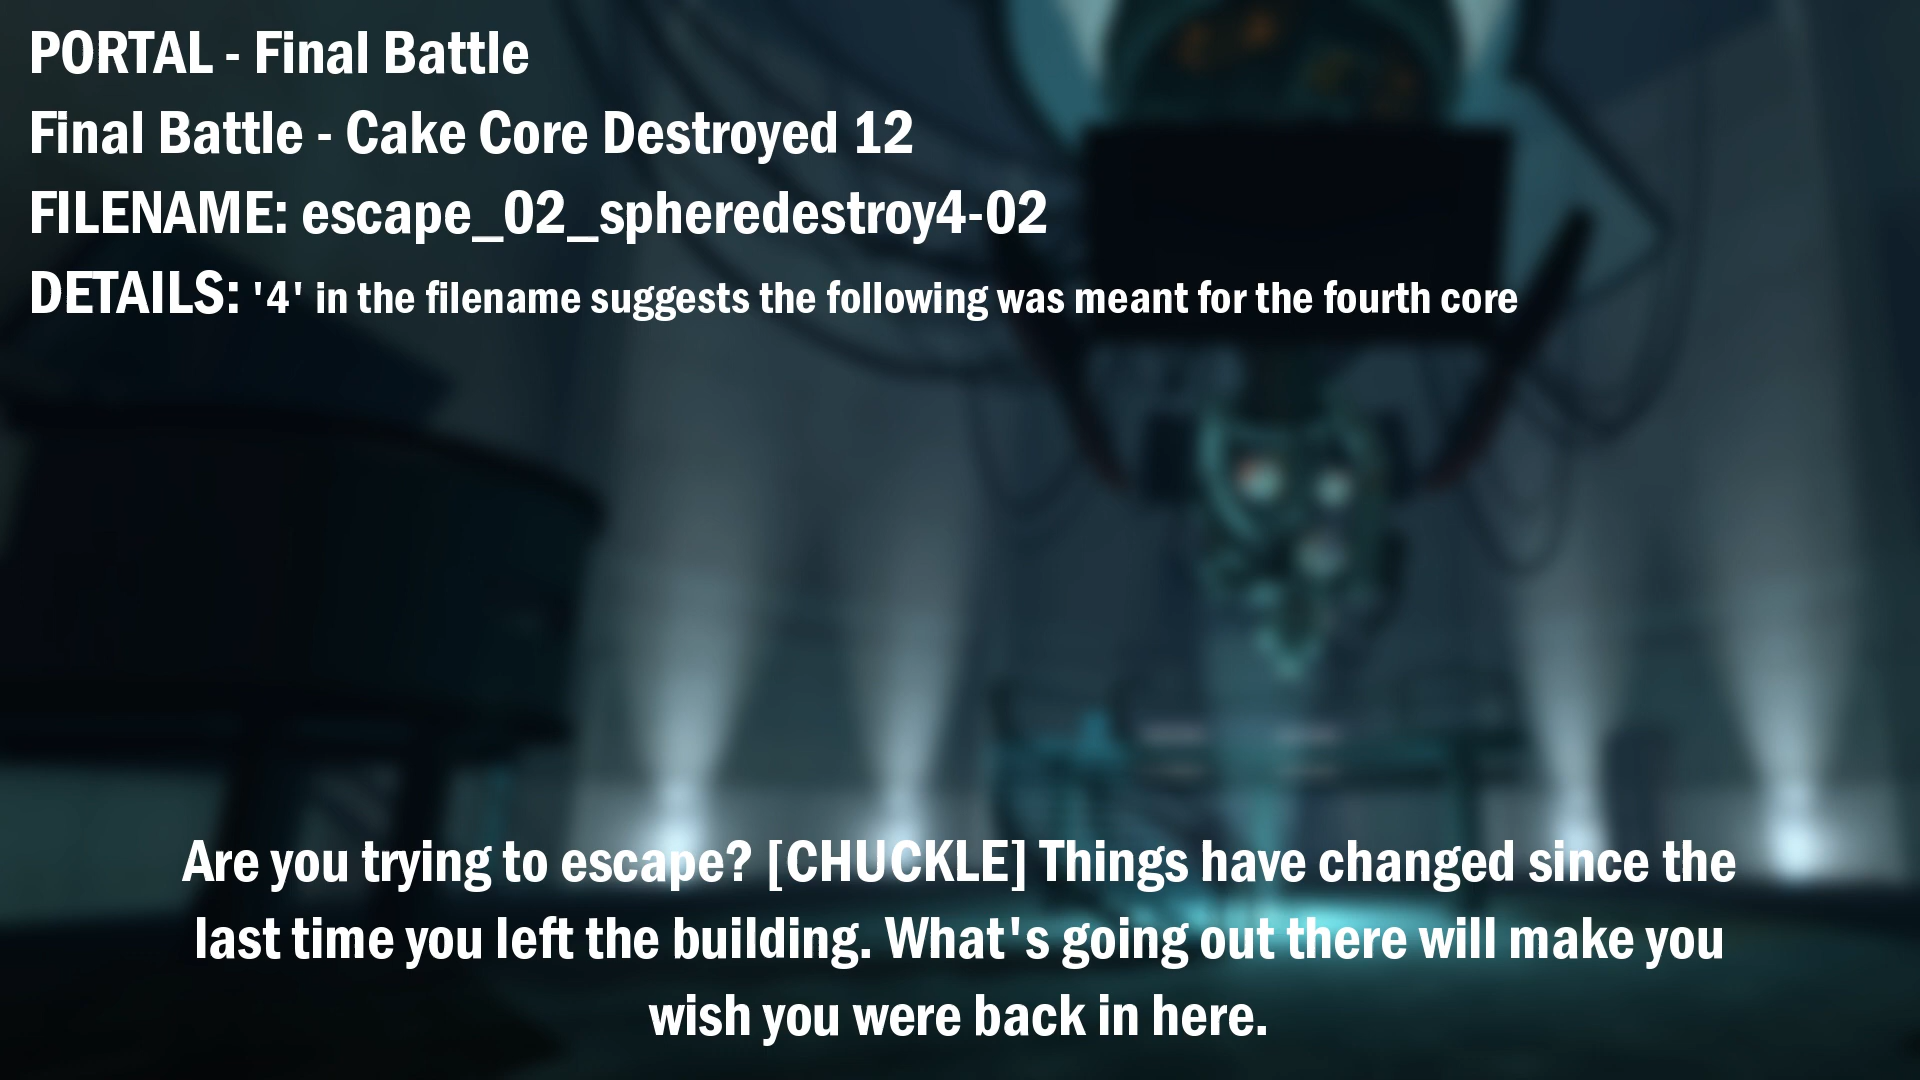 PORTAL - Final Battle
Final Battle - Cake Core Destroyed 12
FILENAME: escape_02_spheredestroy4-02
DETAILS: '4' in the filename suggests the following was meant for the fourth core
Are you trying to escape? [CHUCKLE] Things have changed since the
last time you left the building. What's going out there will make you
wish you were back in here.